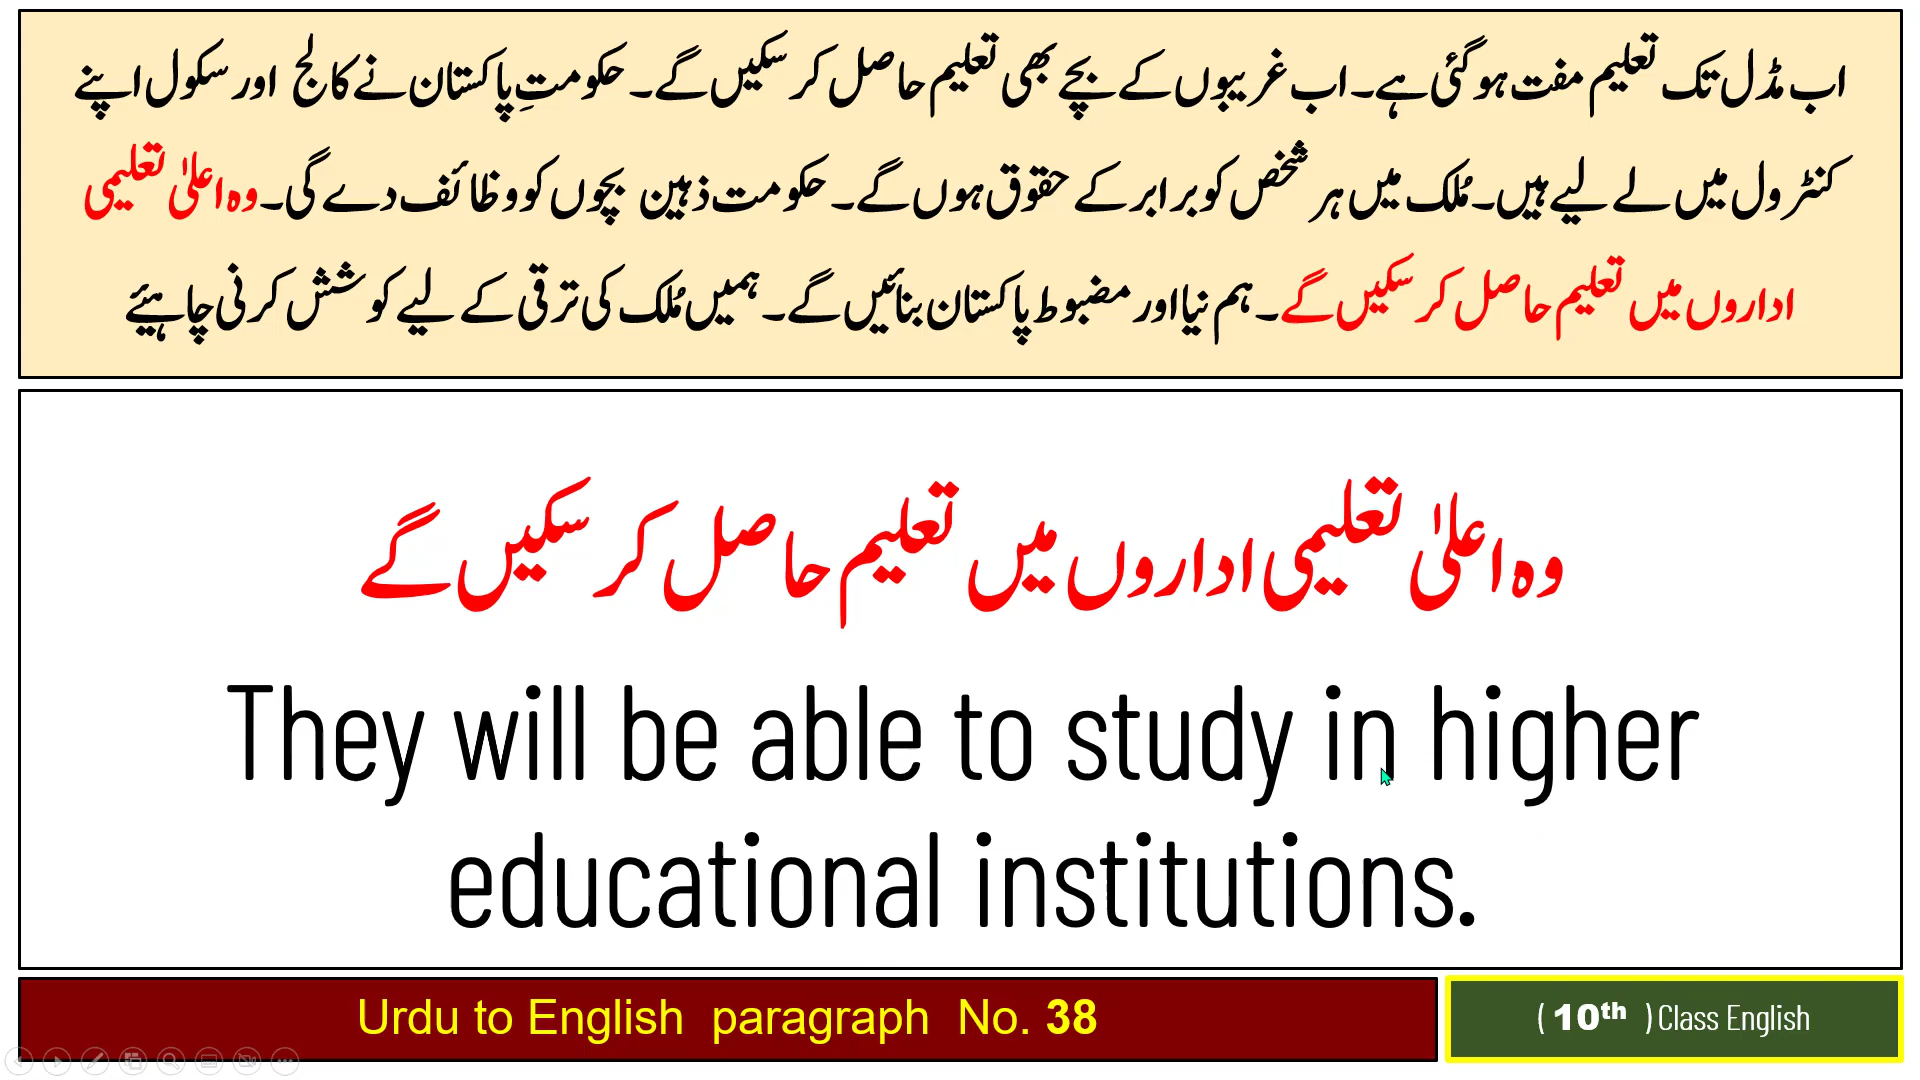 اب مڈل تک تعلیم مفت ہو گئی ہے۔ اب غریبوں کے بچے بھی تعلیم حاصل کر سکیں گے۔ حکومتِ پاکستان نے کالج اور سکول اپنے
کنٹرول میں لے لیے ہیں۔ مُلک میں ہر شخص کو برابر کے حقوق ہوں گے۔ حکومت ذہین بچوں کو وظائف دے گی۔ وہ اعلیٰ تعلیمی
اداروں میں تعلیم حاصل کر سکیں گے۔ ہم نیا اور مضبوط پاکستان بنائیں گے۔ ہمیں مُلک کی ترقی کے لیے کوشش کرنی چاہیئے
وہ اعلیٰ تعلیمی اداروں میں تعلیم حاصل کر سکیں گے
They will be able to study in higher
educational institutions.
Urdu to English paragraph No. 38
( 10th ) Class English